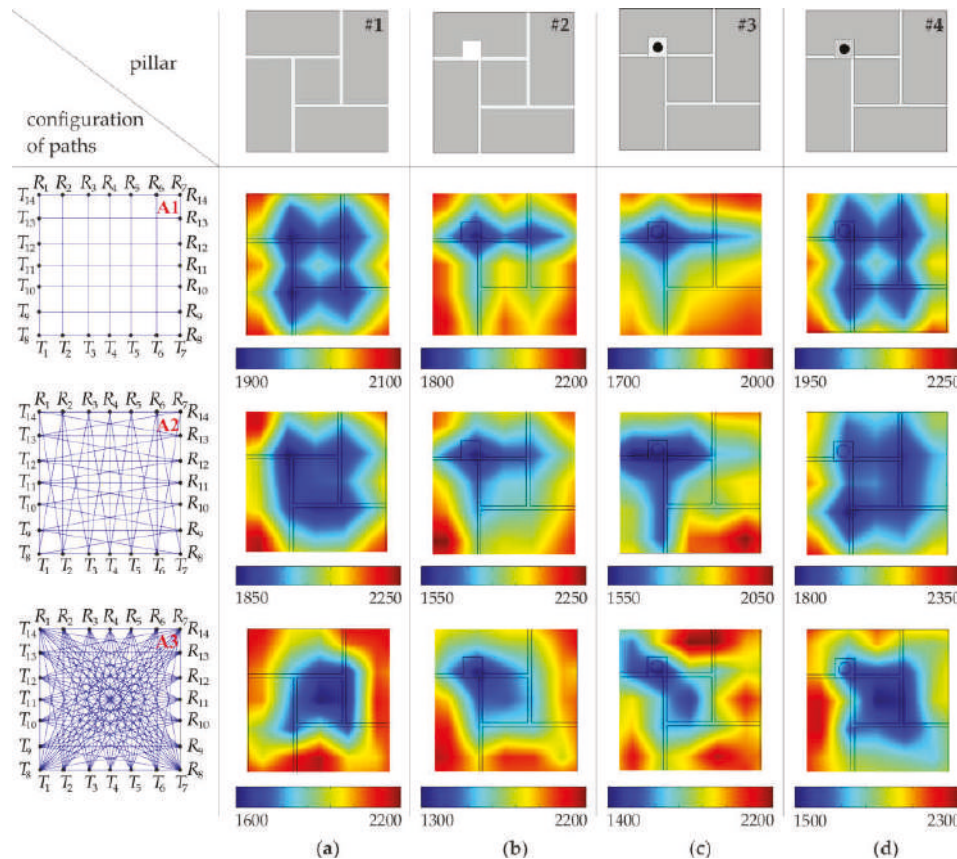 pillar
configuration
of paths
#1
#2
#3
#4
R1 R2 R3 R4 R5 R6 R7
T14 A1 R14
T13 R13
T12 R12
T11 R11
T10 R10
T9 R9
T8 R8
T1 T2 T3 T4 T5 T6 T7
1900 2100
1800 2200
1700 2000
1950 2250
R1 R2 R3 R4 R5 R6 R7
T14 A2 R14
T13 R13
T12 R12
T11 R11
T10 R10
T9 R9
T8 R8
T1 T2 T3 T4 T5 T6 T7
1850 2250
1550 2250
1550 2050
1800 2350
R1 R2 R3 R4 R5 R6 R7
T14 A3 R14
T13 R13
T12 R12
T11 R11
T10 R10
T9 R9
T8 R8
T1 T2 T3 T4 T5 T6 T7
1600 2200
1300 2200
1400 2200
1500 2300
(a) (b) (c) (d)